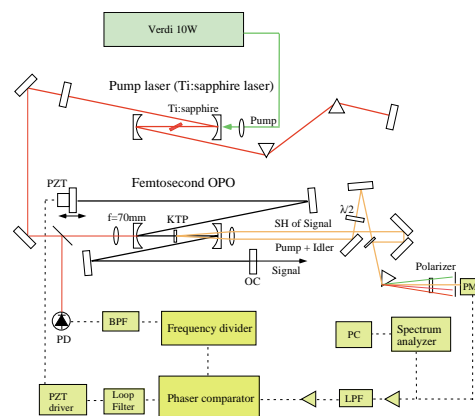 Verdi 10W
Pump laser (Ti:sapphire laser)
Ti:sapphire
Pump
PZT
Femtosecond OPO
λ/2
f=70mm
KTP
SH of Signal
Pump + Idler
Signal
OC
Polarizer
PM
PD
BPF
Frequency divider
PC
Spectrum
analyzer
PZT
driver
Loop
Filter
Phaser comparator
LPF